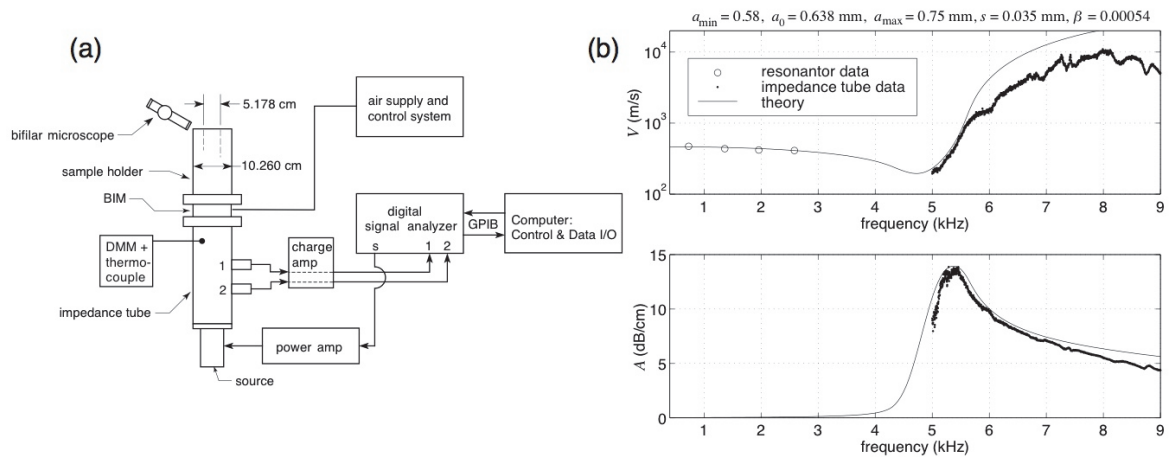 (a)
5.178 cm
bifilar microscope
air supply and
control system
10.260 cm
sample holder
BIM
digital
signal analyzer
s 1 2
GPIB
Computer:
Control & Data I/O
DMM +
thermo-
couple
charge
amp
1
2
impedance tube
power amp
source
(b)
a_min = 0.58, a_0 = 0.638 mm, a_max = 0.75 mm, s = 0.035 mm, β = 0.00054
10^4
10^3
10^2
V (m/s)
resonantor data
impedance tube data
theory
1 2 3 4 5 6 7 8 9
frequency (kHz)
15
10
5
0
A (dB/cm)
1 2 3 4 5 6 7 8 9
frequency (kHz)